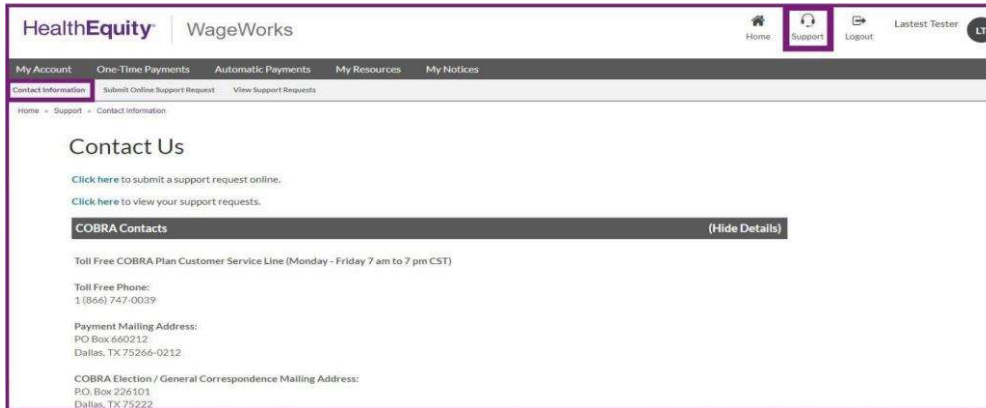 HealthEquity WageWorks
Home Support Logout Lastest Tester LT
My Account One-Time Payments Automatic Payments My Resources My Notices
Contact Information Submit Online Support Request View Support Requests
Home » Support » Contact Information
Contact Us
Click here to submit a support request online.
Click here to view your support requests.
COBRA Contacts (Hide Details)
Toll Free COBRA Plan Customer Service Line (Monday - Friday 7 am to 7 pm CST)
Toll Free Phone:
1 (866) 747-0039
Payment Mailing Address:
PO Box 660212
Dallas, TX 75266-0212
COBRA Election / General Correspondence Mailing Address:
P.O. Box 226101
Dallas, TX 75222